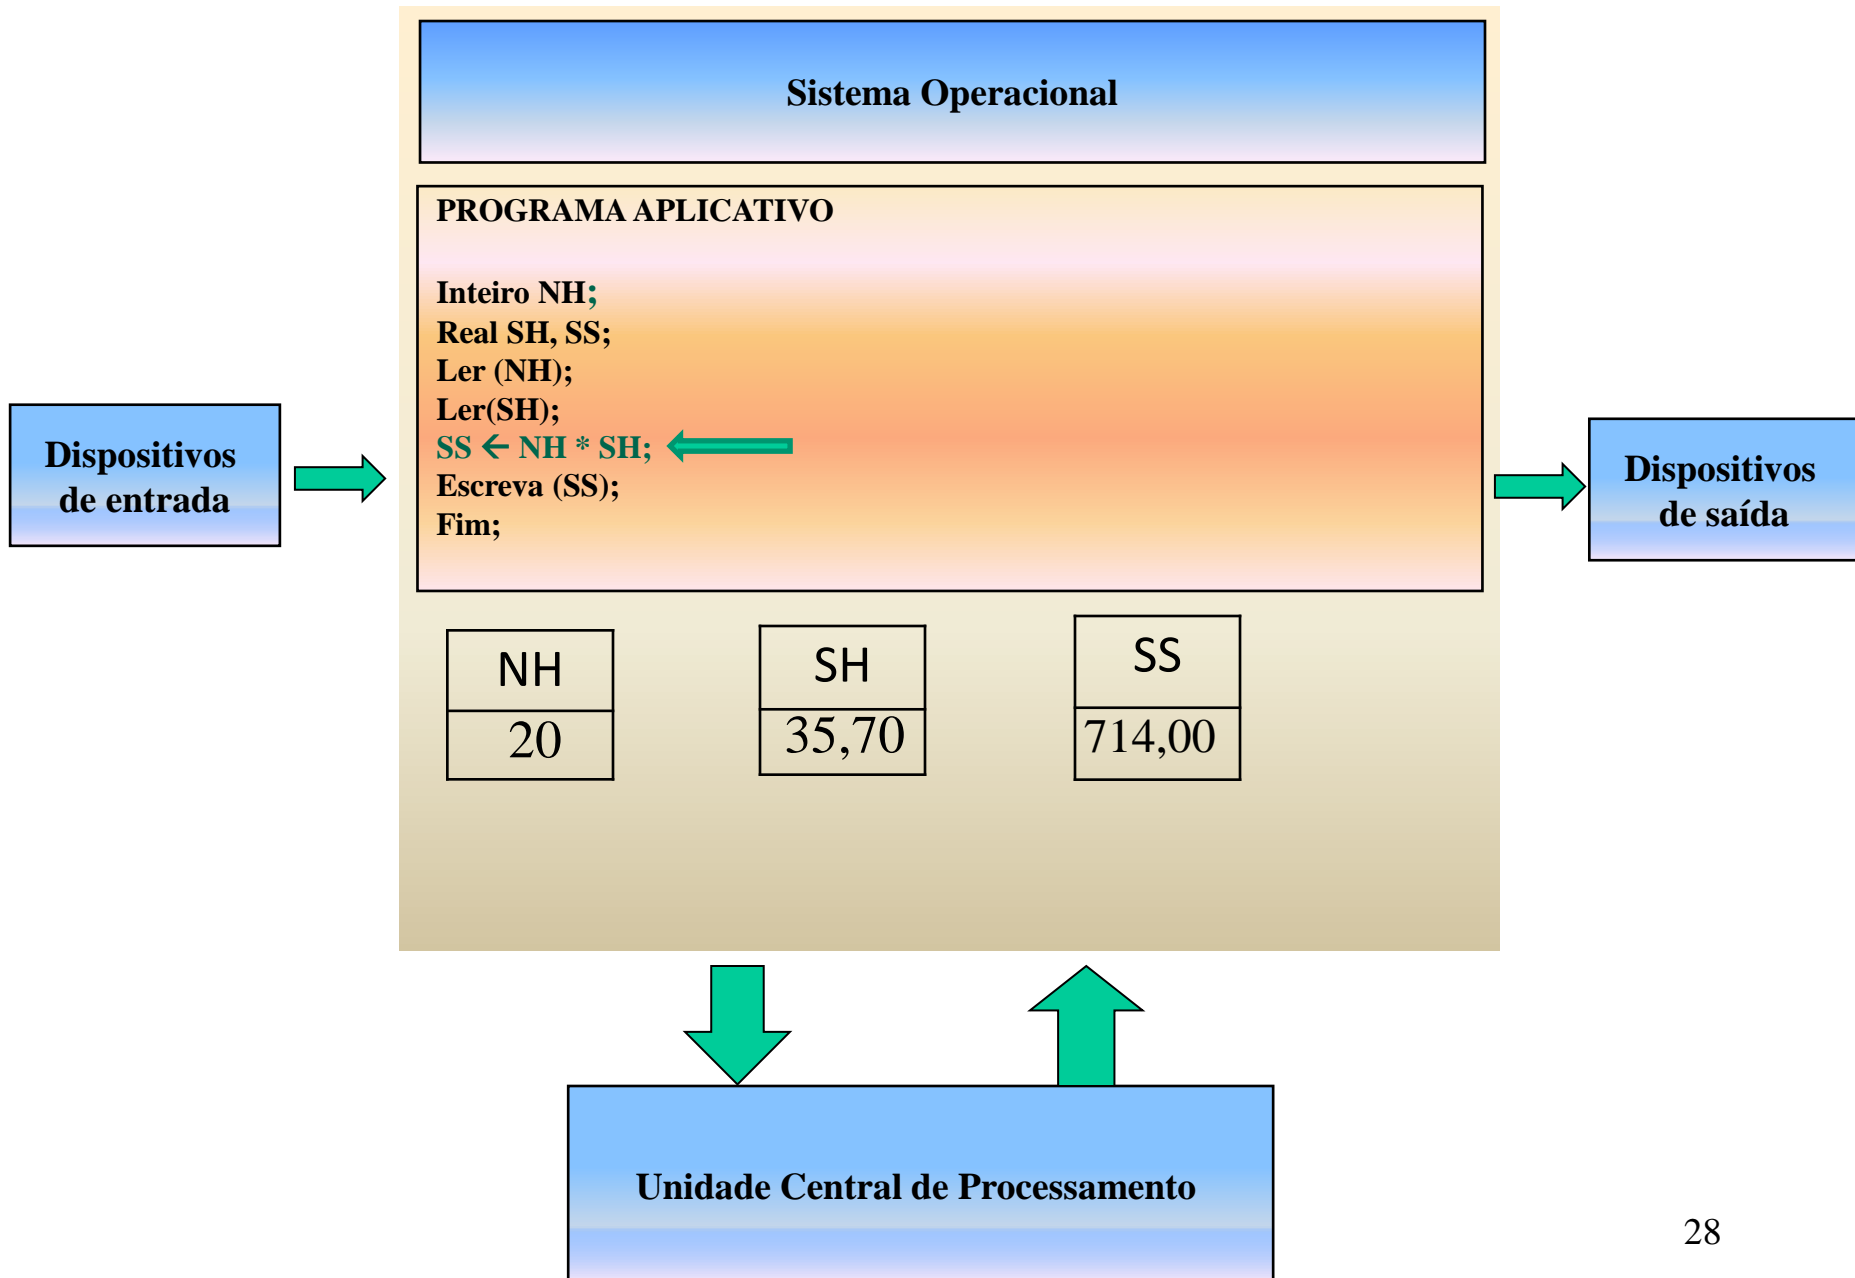 Sistema Operacional
PROGRAMA APLICATIVO
Inteiro NH;
Real SH, SS;
Ler (NH);
Ler(SH);
SS ← NH * SH;
Escreva (SS);
Fim;
Dispositivos
de entrada
Dispositivos
de saída
NH
20
SH
35,70
SS
714,00
Unidade Central de Processamento
28